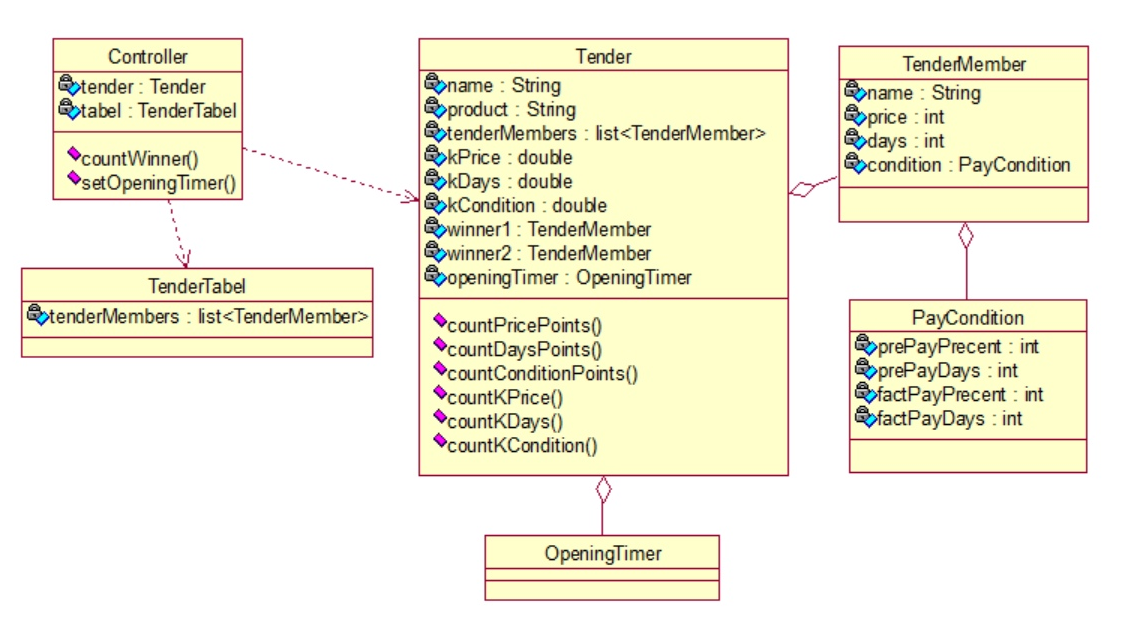 Controller
tender : Tender
tabel : TenderTabel
countWinner()
setOpeningTimer()
TenderTabel
tenderMembers : list<TenderMember>
Tender
name : String
product : String
tenderMembers : list<TenderMember>
kPrice : double
kDays : double
kCondition : double
winner1 : TenderMember
winner2 : TenderMember
openingTimer : OpeningTimer
countPricePoints()
countDaysPoints()
countConditionPoints()
countKPrice()
countKDays()
countKCondition()
OpeningTimer
TenderMember
name : String
price : int
days : int
condition : PayCondition
PayCondition
prePayPrecent : int
prePayDays : int
factPayPrecent : int
factPayDays : int